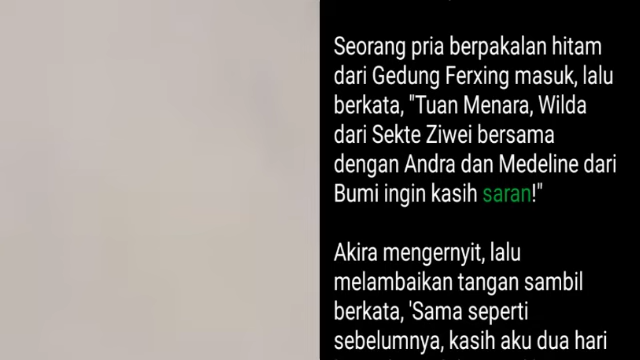 Seorang pria berpakalan hitam
dari Gedung Ferxing masuk, lalu
berkata, "Tuan Menara, Wilda
dari Sekte Ziwei bersama
dengan Andra dan Medeline dari
Bumi ingin kasih saran!"
Akira mengernyit, lalu
melambaikan tangan sambil
berkata, 'Sama seperti
sebelumnya, kasih aku dua hari